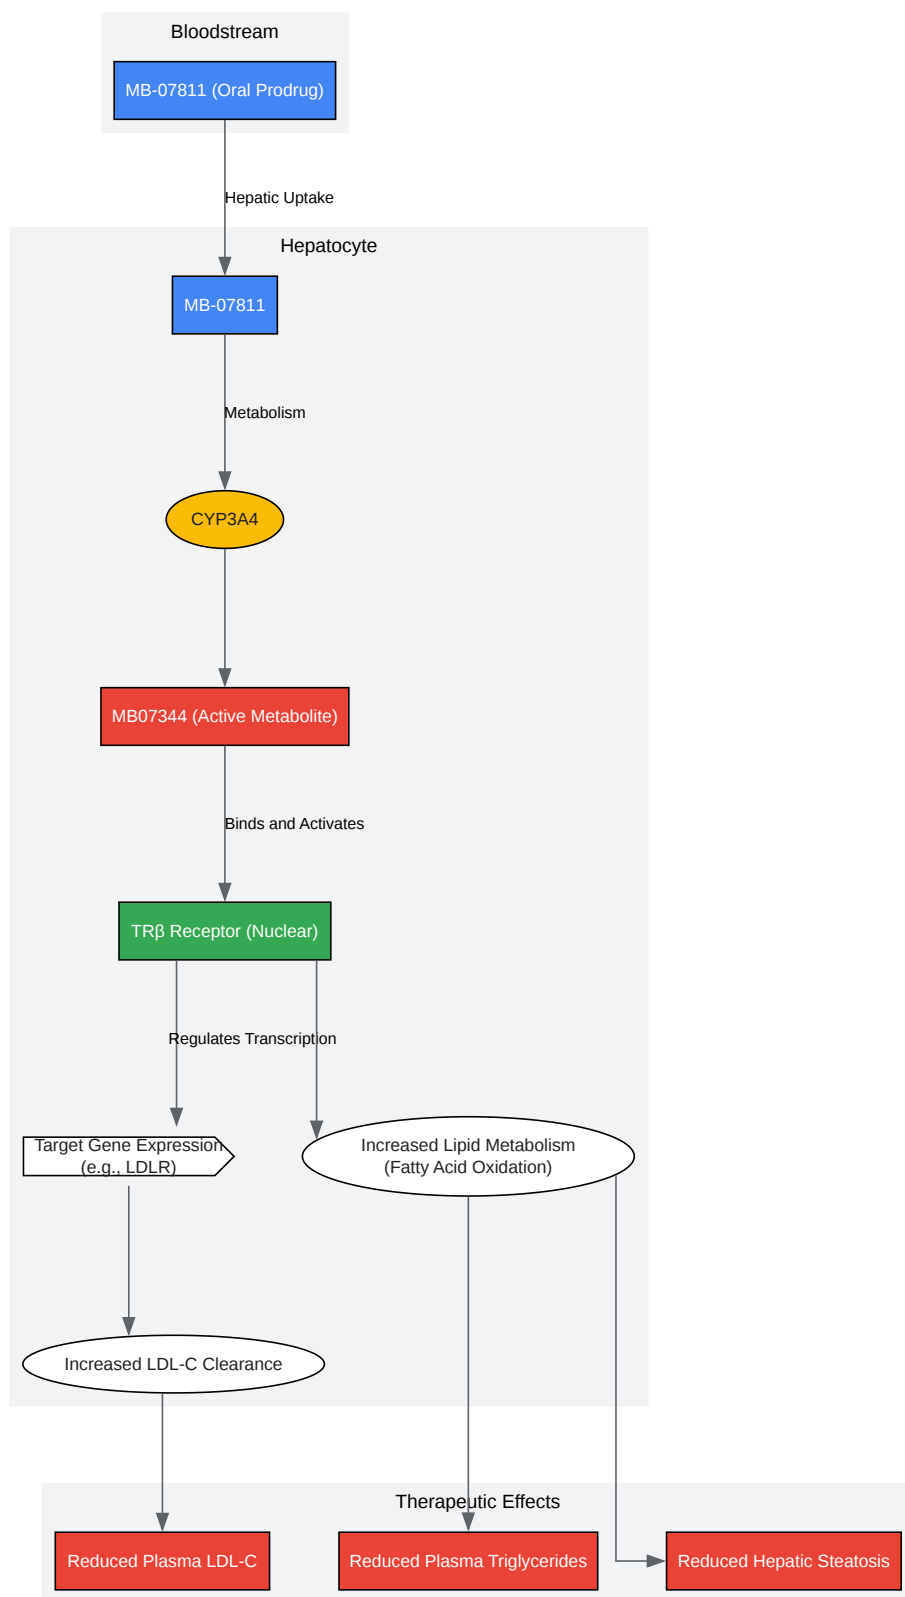 Bloodstream
MB-07811 (Oral Prodrug)
Hepatic Uptake
Hepatocyte
MB-07811
Metabolism
CYP3A4
MB07344 (Active Metabolite)
Binds and Activates
TRβ Receptor (Nuclear)
Regulates Transcription
Target Gene Expression
(e.g., LDLR)
Increased Lipid Metabolism
(Fatty Acid Oxidation)
Increased LDL-C Clearance
Therapeutic Effects
Reduced Plasma LDL-C
Reduced Plasma Triglycerides
Reduced Hepatic Steatosis